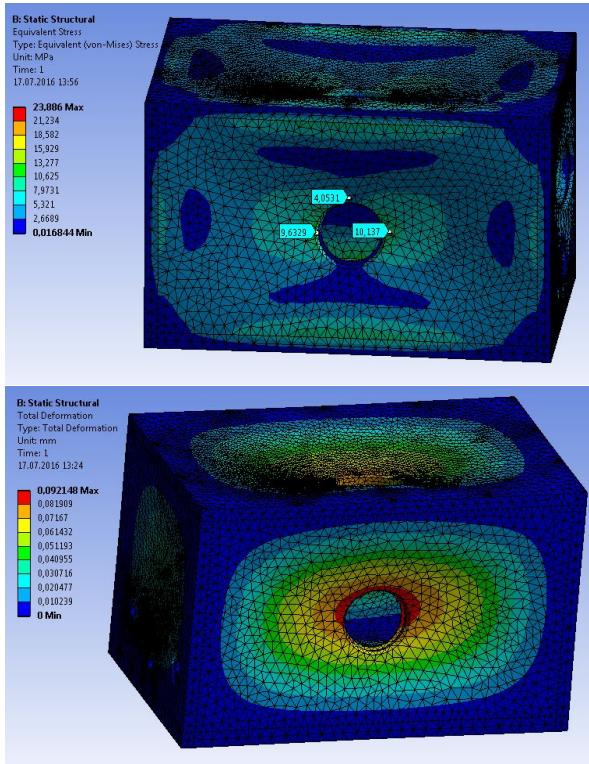 B: Static Structural
Equivalent Stress
Type: Equivalent (von-Mises) Stress
Unit: MPa
Time: 1
17.07.2016 13:56
23,886 Max
21,234
18,582
15,929
13,277
10,625
7,9731
5,321
2,6689
0,016844 Min
4,0531
9,6329
10,137
B: Static Structural
Total Deformation
Type: Total Deformation
Unit: mm
Time: 1
17.07.2016 13:24
0,092148 Max
0,081909
0,07167
0,061432
0,051193
0,040955
0,030716
0,020477
0,010239
0 Min